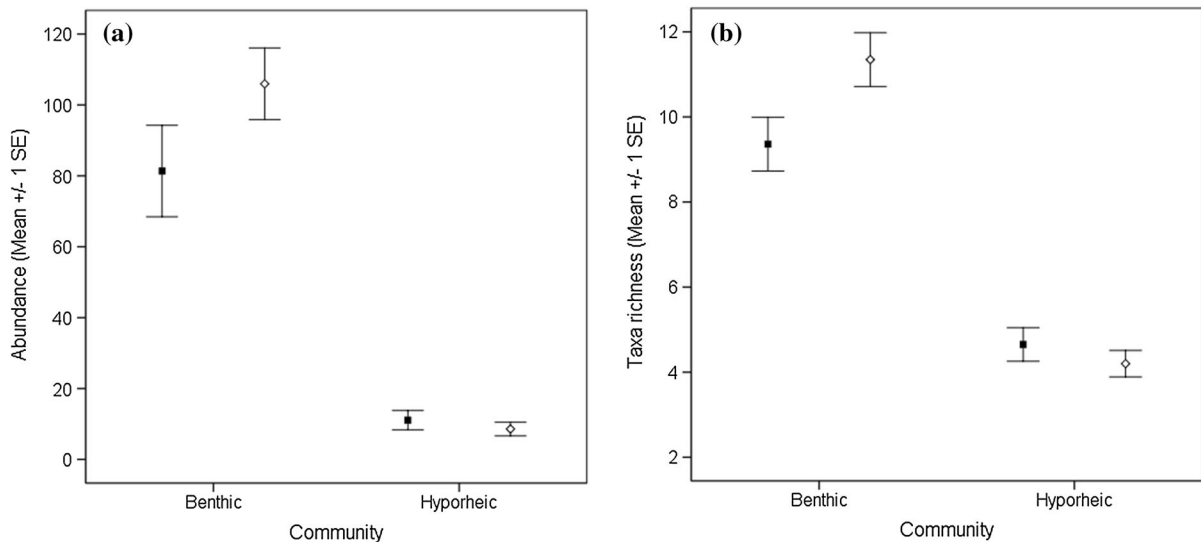 (a)
Abundance (Mean +/- 1 SE)
120
100
80
60
40
20
0
Benthic
Hyporheic
Community
(b)
Taxa richness (Mean +/- 1 SE)
12
10
8
6
4
2
Benthic
Hyporheic
Community